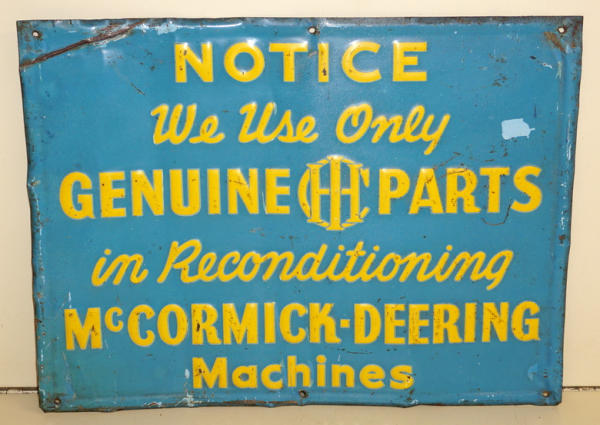 NOTICE
We Use Only
GENUINE IHC PARTS
in Reconditioning
McCORMICK-DEERING
Machines